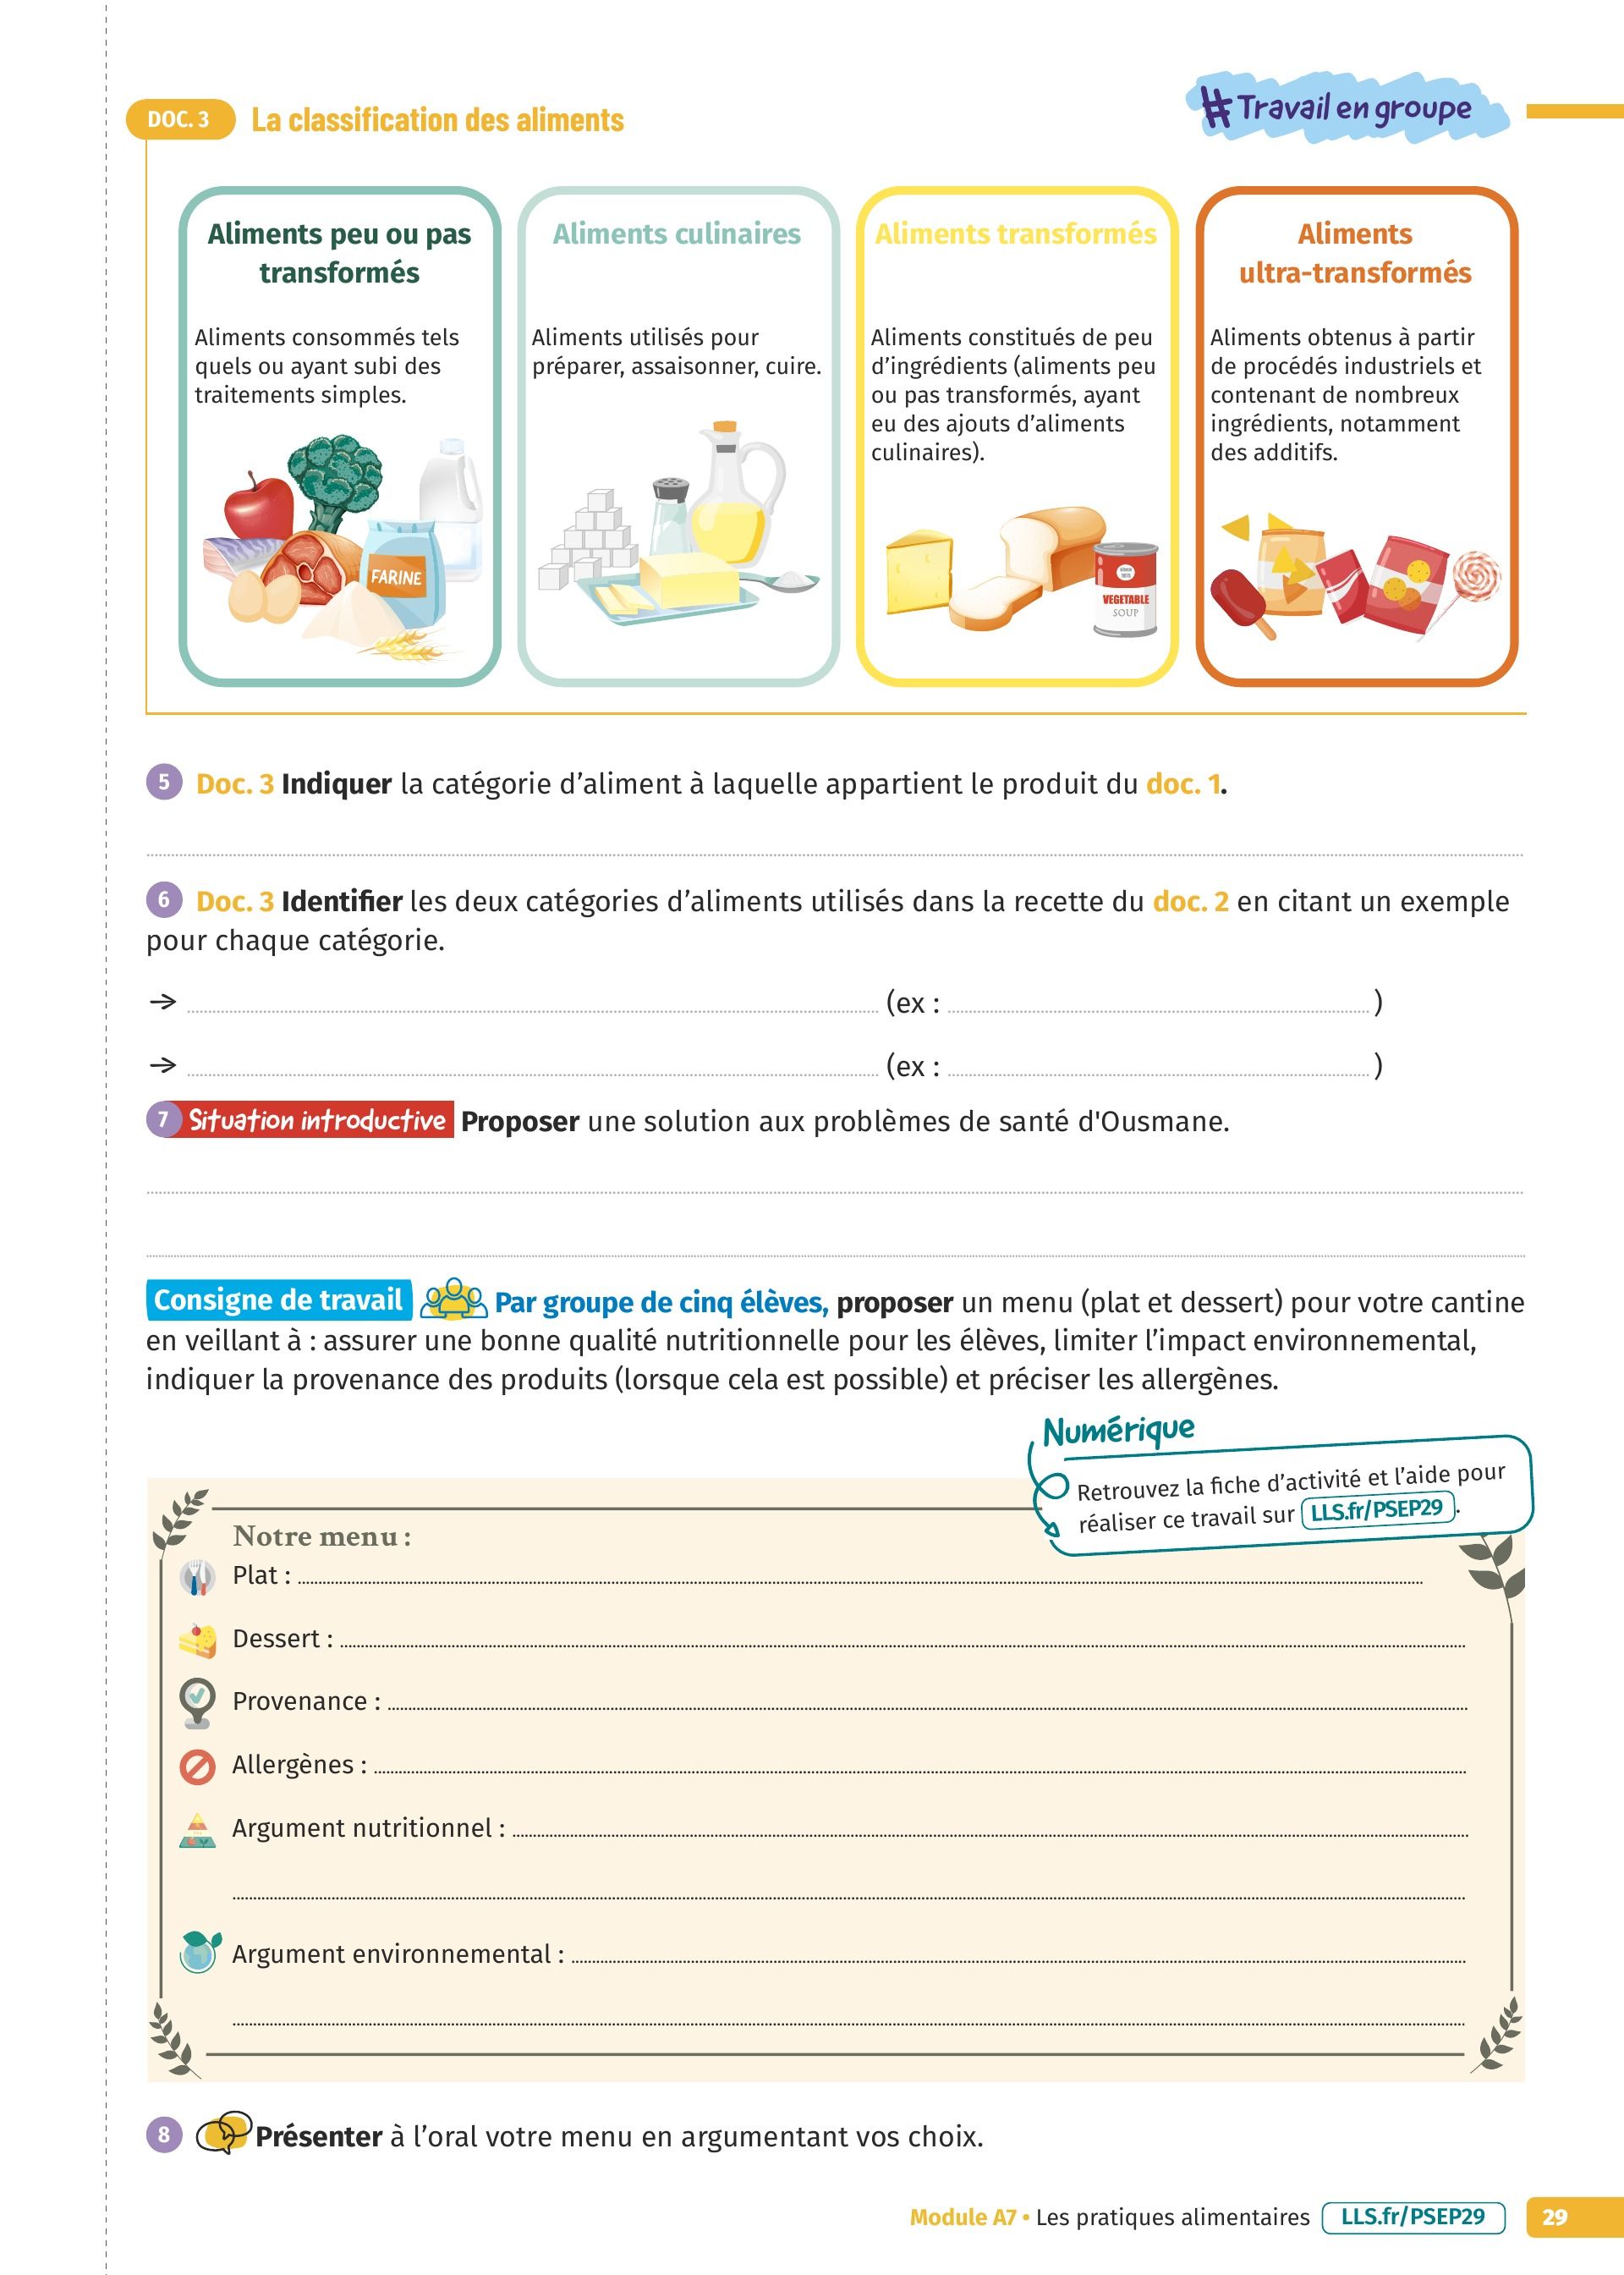 DOC. 3 La classification des aliments
# Travail en groupe
Aliments peu ou pas
transformés
Aliments consommés tels
quels ou ayant subi des
traitements simples.
FARINE
Aliments culinaires
Aliments utilisés pour
préparer, assaisonner, cuire.
Aliments transformés
Aliments constitués de peu
d’ingrédients (aliments peu
ou pas transformés, ayant
eu des ajouts d’aliments
culinaires).
VEGETABLE
SOUP
Aliments
ultra-transformés
Aliments obtenus à partir
de procédés industriels et
contenant de nombreux
ingrédients, notamment
des additifs.
5 Doc. 3 Indiquer la catégorie d’aliment à laquelle appartient le produit du doc. 1.
6 Doc. 3 Identifier les deux catégories d’aliments utilisés dans la recette du doc. 2 en citant un exemple
pour chaque catégorie.
→ (ex : )
→ (ex : )
7 Situation introductive Proposer une solution aux problèmes de santé d'Ousmane.
Consigne de travail Par groupe de cinq élèves, proposer un menu (plat et dessert) pour votre cantine
en veillant à : assurer une bonne qualité nutritionnelle pour les élèves, limiter l’impact environnemental,
indiquer la provenance des produits (lorsque cela est possible) et préciser les allergènes.
Numérique
Retrouvez la fiche d’activité et l’aide pour
réaliser ce travail sur LLS.fr/PSEP29.
Notre menu :
Plat :
Dessert :
Provenance :
Allergènes :
Argument nutritionnel :
Argument environnemental :
8 Présenter à l’oral votre menu en argumentant vos choix.
Module A7 • Les pratiques alimentaires LLS.fr/PSEP29 29